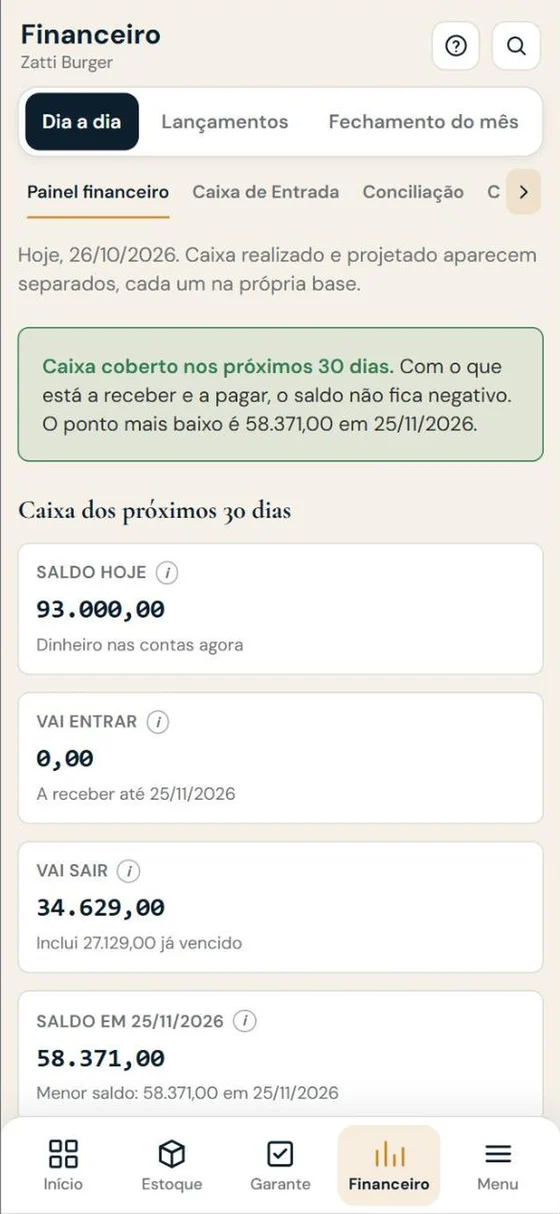 Financeiro
Zatti Burger
Dia a dia
Lançamentos
Fechamento do mês
Painel financeiro
Caixa de Entrada
Conciliação
C
Hoje, 26/10/2026. Caixa realizado e projetado aparecem
separados, cada um na própria base.
Caixa coberto nos próximos 30 dias. Com o que
está a receber e a pagar, o saldo não fica negativo.
O ponto mais baixo é 58.371,00 em 25/11/2026.
Caixa dos próximos 30 dias
SALDO HOJE i
93.000,00
Dinheiro nas contas agora
VAI ENTRAR i
0,00
A receber até 25/11/2026
VAI SAIR i
34.629,00
Inclui 27.129,00 já vencido
SALDO EM 25/11/2026 i
58.371,00
Menor saldo: 58.371,00 em 25/11/2026
Início
Estoque
Garante
Financeiro
Menu